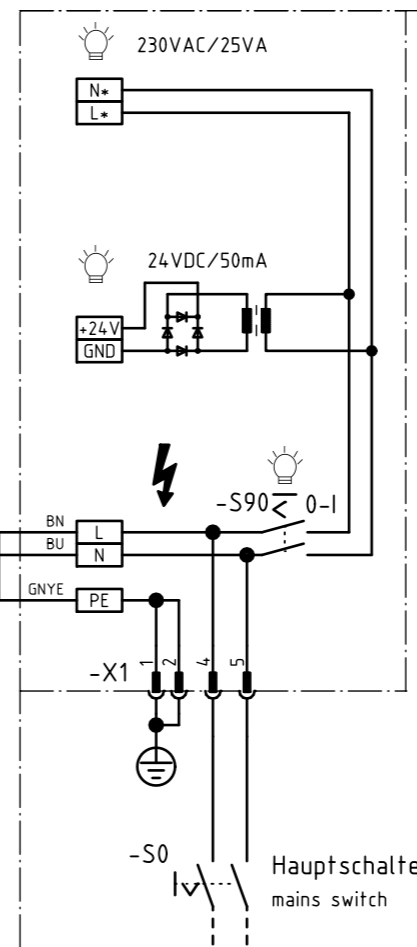 230VAC/25VA
N*
L*
24VDC/50mA
+24V
GND
-S90 0-I
BN L
BU N
GNYE PE
-X1 1 2 4 5
-S0
Hauptschalte
mains switch